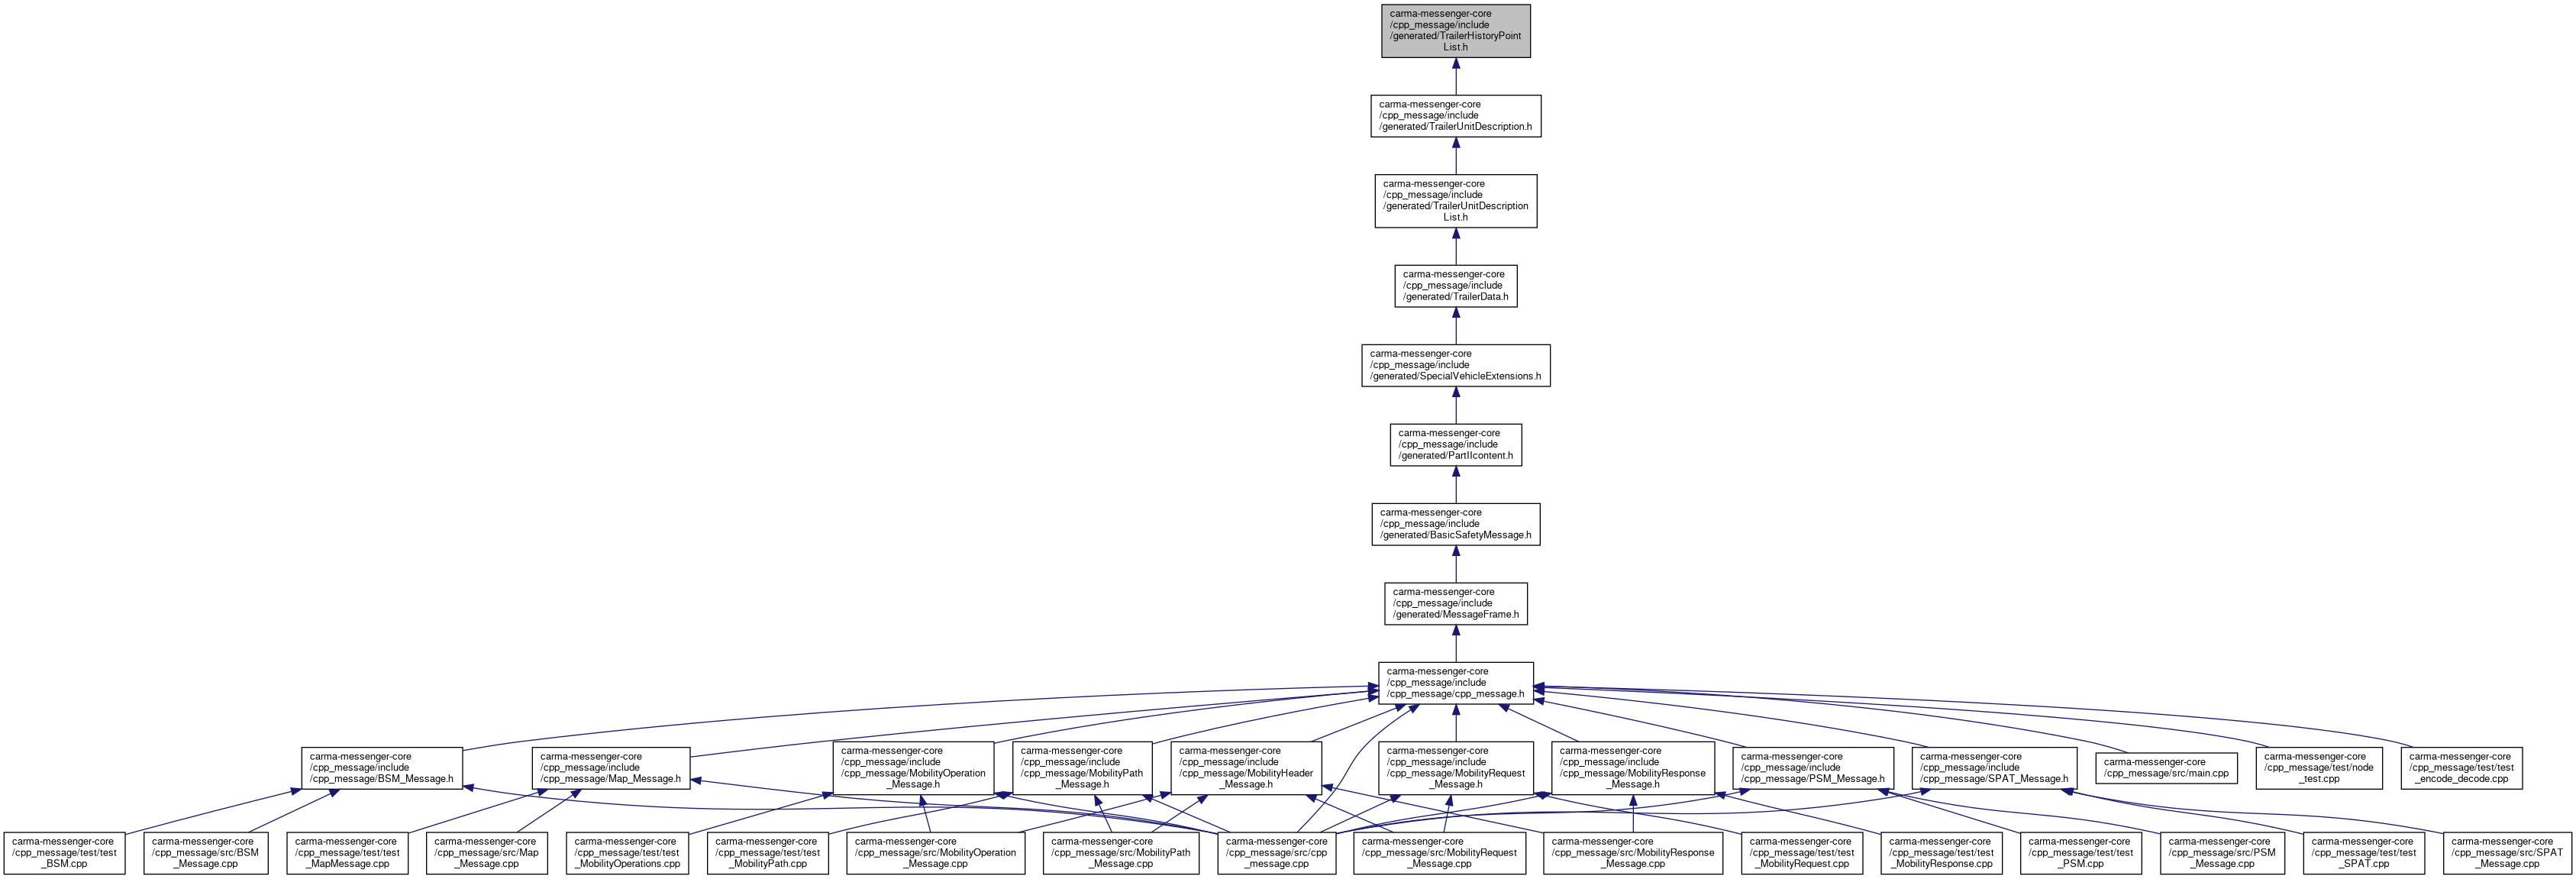 carma-messenger-core
/cpp_message/include
/generated/TrailerHistoryPoint
List.h
carma-messenger-core
/cpp_message/include
/generated/TrailerUnitDescription.h
carma-messenger-core
/cpp_message/include
/generated/TrailerUnitDescription
List.h
carma-messenger-core
/cpp_message/include
/generated/TrailerData.h
carma-messenger-core
/cpp_message/include
/generated/SpecialVehicleExtensions.h
carma-messenger-core
/cpp_message/include
/generated/PartIIcontent.h
carma-messenger-core
/cpp_message/include
/generated/BasicSafetyMessage.h
carma-messenger-core
/cpp_message/include
/generated/MessageFrame.h
carma-messenger-core
/cpp_message/include
/cpp_message/cpp_message.h
carma-messenger-core
/cpp_message/include
/cpp_message/BSM_Message.h
carma-messenger-core
/cpp_message/include
/cpp_message/Map_Message.h
carma-messenger-core
/cpp_message/include
/cpp_message/MobilityOperation
_Message.h
carma-messenger-core
/cpp_message/include
/cpp_message/MobilityPath
_Message.h
carma-messenger-core
/cpp_message/include
/cpp_message/MobilityHeader
_Message.h
carma-messenger-core
/cpp_message/include
/cpp_message/MobilityRequest
_Message.h
carma-messenger-core
/cpp_message/include
/cpp_message/MobilityResponse
_Message.h
carma-messenger-core
/cpp_message/include
/cpp_message/PSM_Message.h
carma-messenger-core
/cpp_message/include
/cpp_message/SPAT_Message.h
carma-messenger-core
/cpp_message/src/main.cpp
carma-messenger-core
/cpp_message/test/node
_test.cpp
carma-messenger-core
/cpp_message/test/test
_encode_decode.cpp
carma-messenger-core
/cpp_message/test/test
_BSM.cpp
carma-messenger-core
/cpp_message/src/BSM
_Message.cpp
carma-messenger-core
/cpp_message/test/test
_MapMessage.cpp
carma-messenger-core
/cpp_message/src/Map
_Message.cpp
carma-messenger-core
/cpp_message/test/test
_MobilityOperations.cpp
carma-messenger-core
/cpp_message/test/test
_MobilityPath.cpp
carma-messenger-core
/cpp_message/src/MobilityOperation
_Message.cpp
carma-messenger-core
/cpp_message/src/MobilityPath
_Message.cpp
carma-messenger-core
/cpp_message/src/cpp
_message.cpp
carma-messenger-core
/cpp_message/src/MobilityRequest
_Message.cpp
carma-messenger-core
/cpp_message/src/MobilityResponse
_Message.cpp
carma-messenger-core
/cpp_message/test/test
_MobilityRequest.cpp
carma-messenger-core
/cpp_message/test/test
_MobilityResponse.cpp
carma-messenger-core
/cpp_message/test/test
_PSM.cpp
carma-messenger-core
/cpp_message/src/PSM
_Message.cpp
carma-messenger-core
/cpp_message/test/test
_SPAT.cpp
carma-messenger-core
/cpp_message/src/SPAT
_Message.cpp